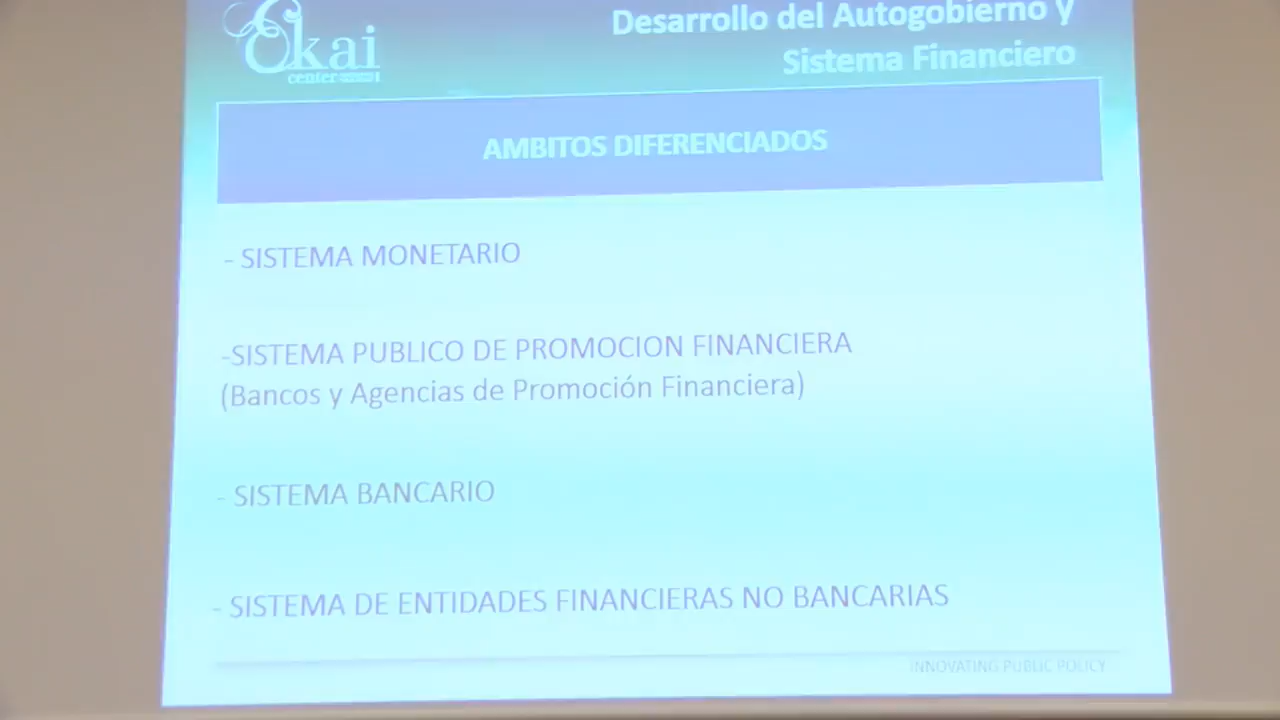 Ekai
center
Desarrollo del Autogobierno y
Sistema Financiero
AMBITOS DIFERENCIADOS
- SISTEMA MONETARIO
-SISTEMA PUBLICO DE PROMOCION FINANCIERA
(Bancos y Agencias de Promoción Financiera)
- SISTEMA BANCARIO
- SISTEMA DE ENTIDADES FINANCIERAS NO BANCARIAS
INNOVATING PUBLIC POLICY